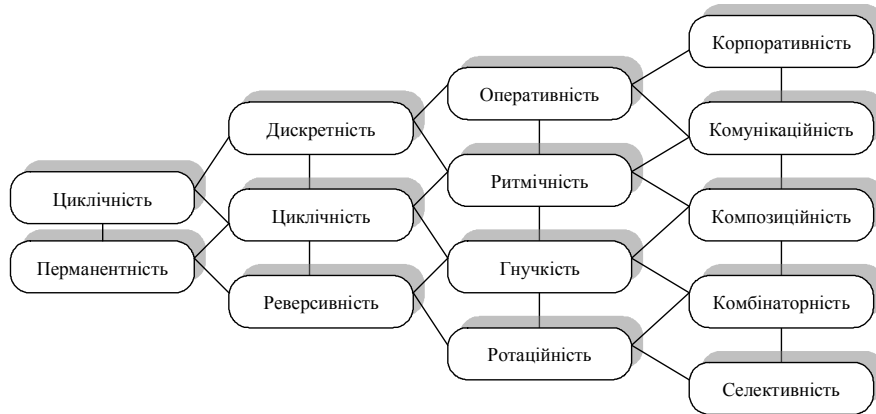 Циклічність
Перманентність
Дискретність
Циклічність
Реверсивність
Оперативність
Ритмічність
Гнучкість
Ротаційність
Корпоративність
Комунікаційність
Композиційність
Комбінаторність
Селективність